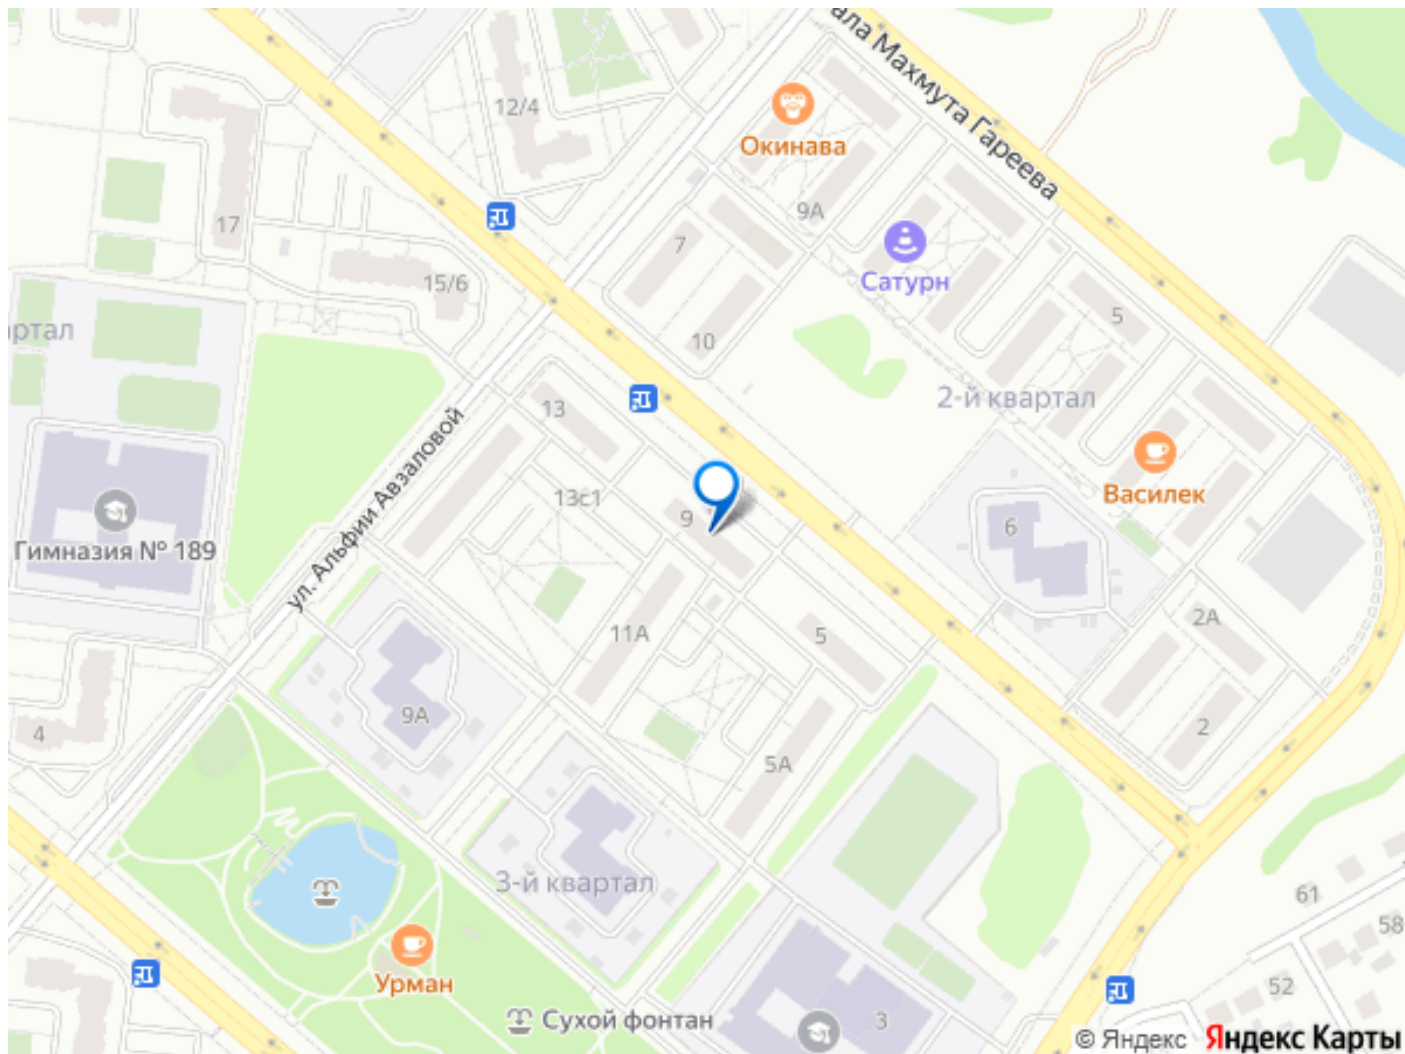 ала Махмута Гареева
12/4
Окинава
9А
17
7
Сатурн
15/6
ртал
5
10
2-й квартал
13
ул. Альфии Авзаловой
Василек
13с1
9
6
Гимназия № 189
2А
11А
5
9А
4
2
5А
3-й квартал
61
58
Урман
52
Сухой фонтан
3
© Яндекс Яндекс Карты